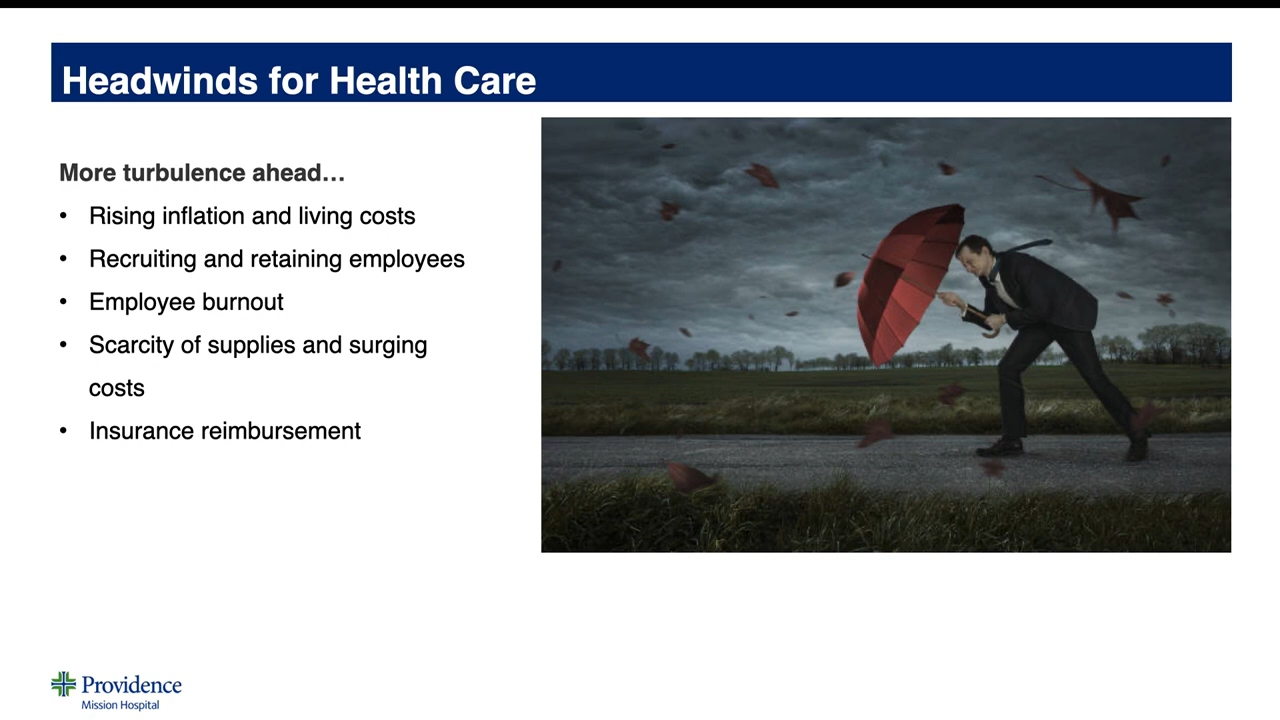 Headwinds for Health Care
More turbulence ahead…
• Rising inflation and living costs
• Recruiting and retaining employees
• Employee burnout
• Scarcity of supplies and surging
costs
• Insurance reimbursement
Providence
Mission Hospital